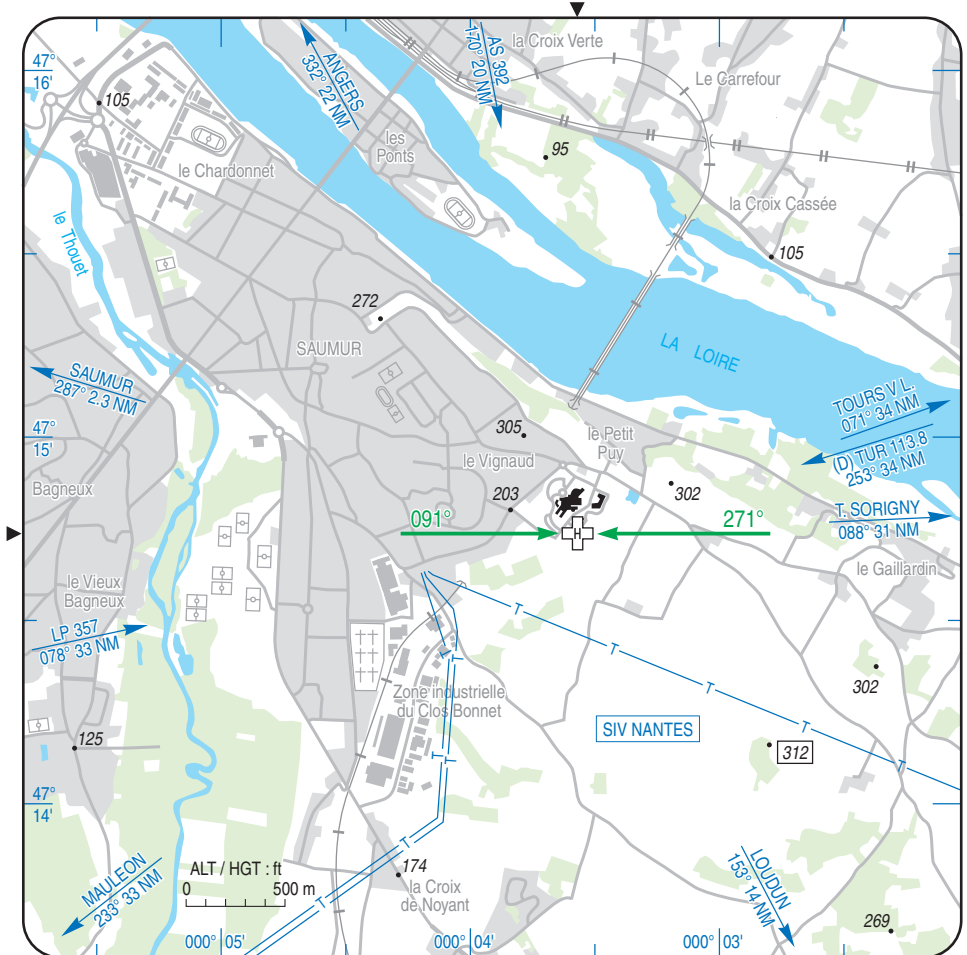 la Croix Verte
47°
16'
ANGERS
332° 22 NM
AS 392
170° 20 NM
Le Carrefour
105
les
Ponts
95
le Chardonnet
la Croix Cassée
le Thouet
105
272
SAUMUR
LA LOIRE
SAUMUR
287° 2.3 NM
TOURS V L.
071° 34 NM
47°
15'
305
le Petit
Puy
(D) TUR 113.8
253° 34 NM
le Vignaud
Bagneux
203
302
091°
H
271°
T. SORIGNY
088° 31 NM
le Gaillardin
le Vieux
Bagneux
T
LP 357
078° 33 NM
T
T
T
302
Zone industrielle
du Clos Bonnet
SIV NANTES
T
125
312
T
T
T
47°
14'
T
MAULEON
233° 33 NM
ALT / HGT : ft
0
500 m
174
la Croix
de Noyant
LOUDUN
153° 14 NM
T
269
000° 05'
000° 04'
000° 03'